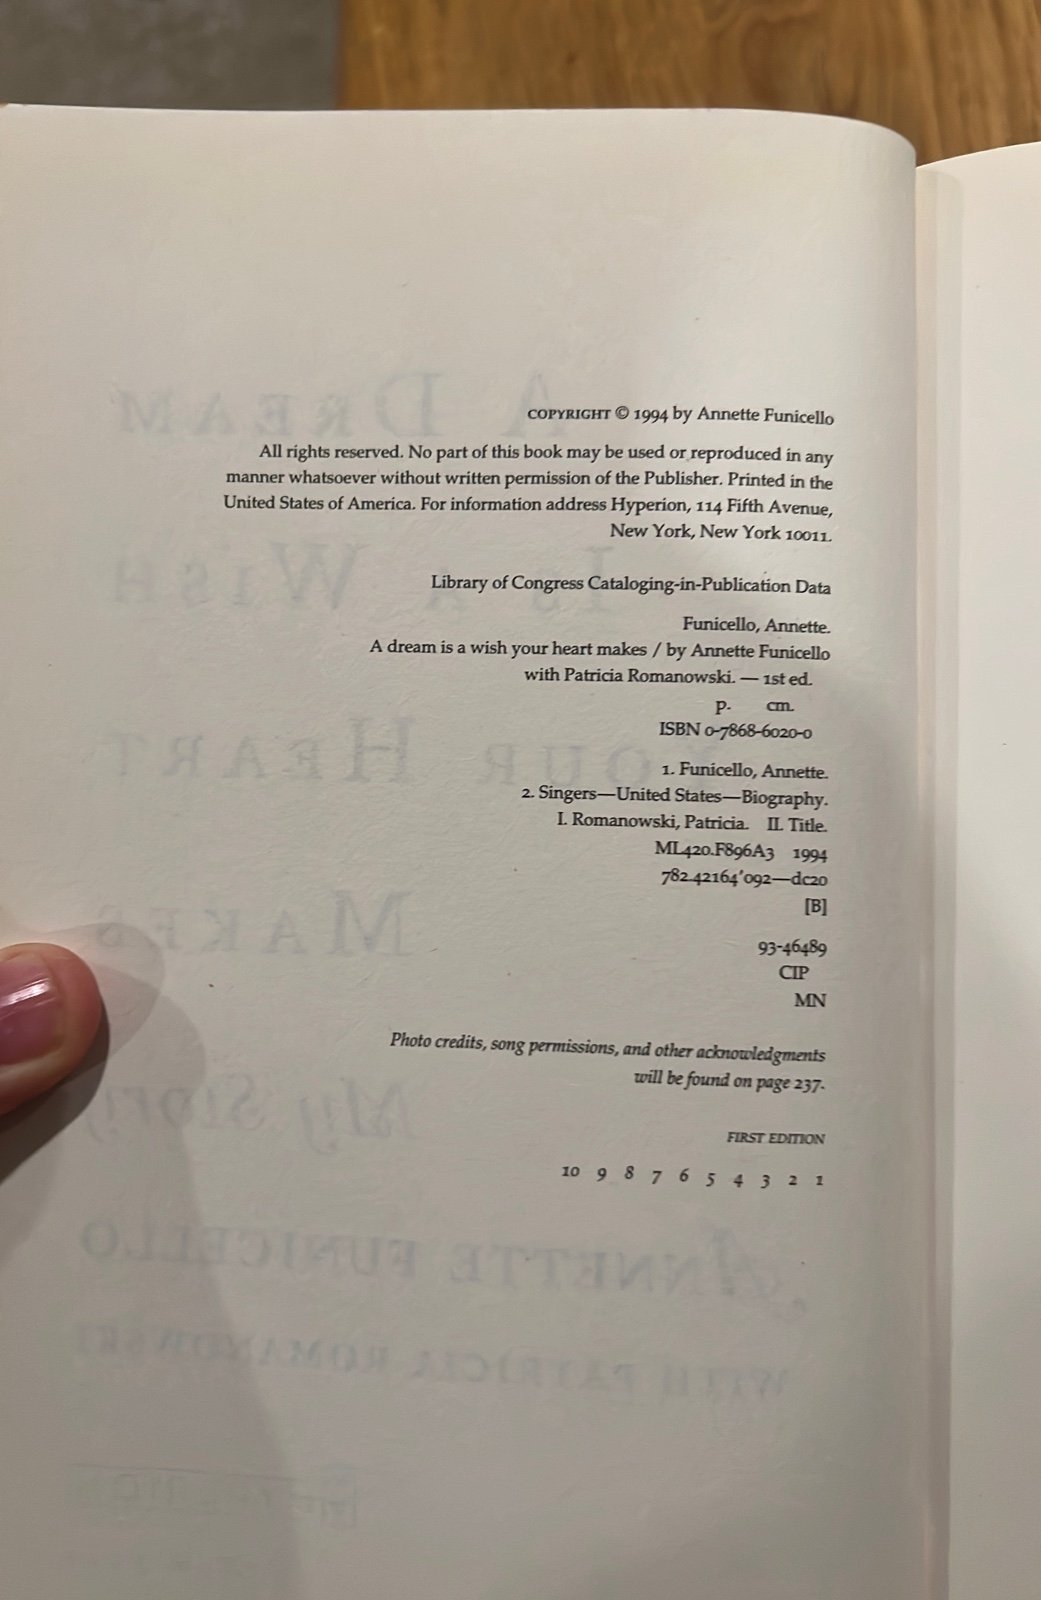 COPYRIGHT © 1994 by Annette Funicello
All rights reserved. No part of this book may be used or reproduced in any
manner whatsoever without written permission of the Publisher. Printed in the
United States of America. For information address Hyperion, 114 Fifth Avenue,
New York, New York 10011.
Library of Congress Cataloging-in-Publication Data
Funicello, Annette.
A dream is a wish your heart makes / by Annette Funicello
with Patricia Romanowski. — 1st ed.
p. cm.
ISBN 0-7868-6020-0
1. Funicello, Annette.
2. Singers—United States—Biography.
I. Romanowski, Patricia. II. Title.
ML420.F896A3 1994
782.42164'092—dc20
[B]
93-46489
CIP
MN
Photo credits, song permissions, and other acknowledgments
will be found on page 237.
FIRST EDITION
10 9 8 7 6 5 4 3 2 1